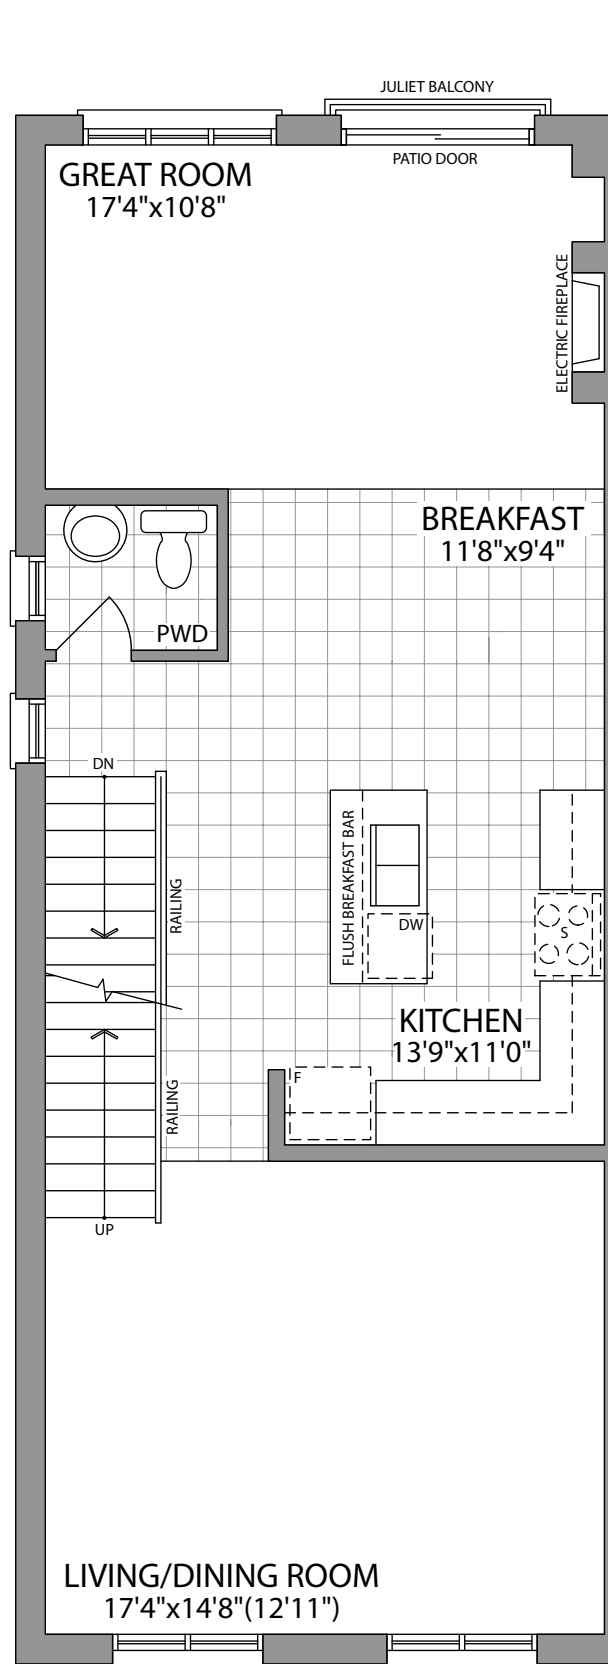 JULIET BALCONY
PATIO DOOR
GREAT ROOM
17'4"x10'8"
ELECTRIC FIREPLACE
BREAKFAST
11'8"x9'4"
PWD
DN
RAILING
FLUSH BREAKFAST BAR
DW
S
KITCHEN
13'9"x11'0"
F
RAILING
UP
LIVING/DINING ROOM
17'4"x14'8"(12'11")